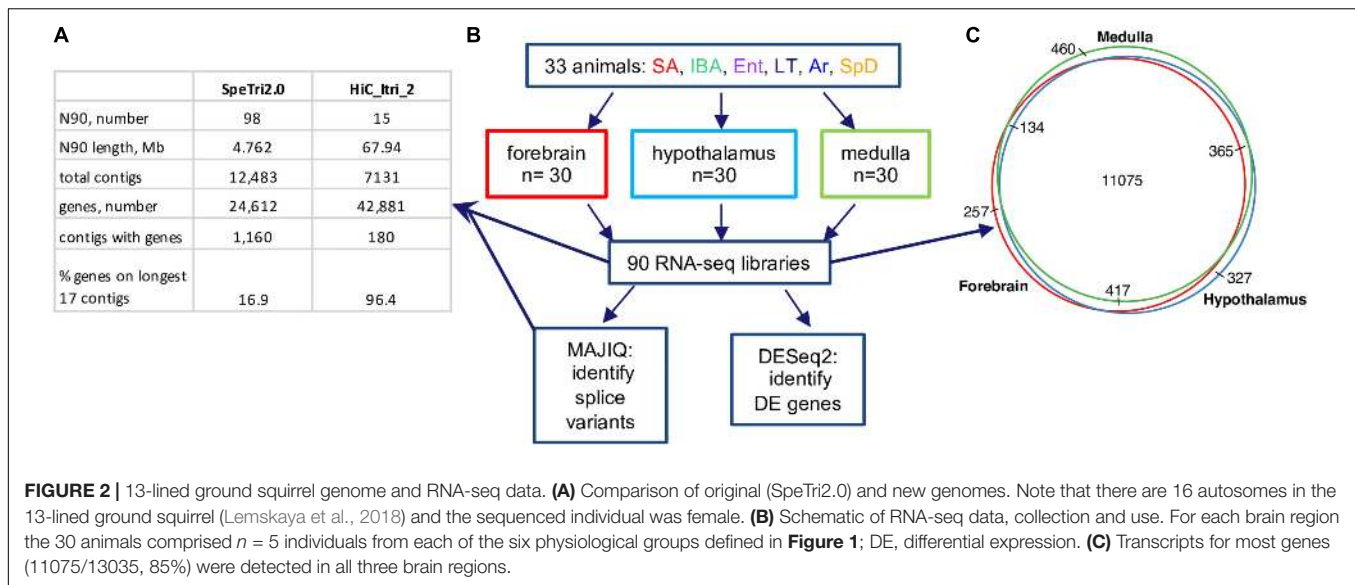 A
SpeTri2.0 HiC_Itri_2
N90, number 98 15
N90 length, Mb 4.762 67.94
total contigs 12,483 7131
genes, number 24,612 42,881
contigs with genes 1,160 180
% genes on longest
17 contigs 16.9 96.4
B
33 animals: SA, IBA, Ent, LT, Ar, SpD
forebrain
n= 30
hypothalamus
n=30
medulla
n=30
90 RNA-seq libraries
MAJIQ:
identify
splice
variants
DESeq2:
identify
DE genes
C
Medulla
460
134
365
11075
257
327
Forebrain
417
Hypothalamus
FIGURE 2 | 13-lined ground squirrel genome and RNA-seq data. (A) Comparison of original (SpeTri2.0) and new genomes. Note that there are 16 autosomes in the
13-lined ground squirrel (Lemskaya et al., 2018) and the sequenced individual was female. (B) Schematic of RNA-seq data, collection and use. For each brain region
the 30 animals comprised n = 5 individuals from each of the six physiological groups defined in Figure 1; DE, differential expression. (C) Transcripts for most genes
(11075/13035, 85%) were detected in all three brain regions.